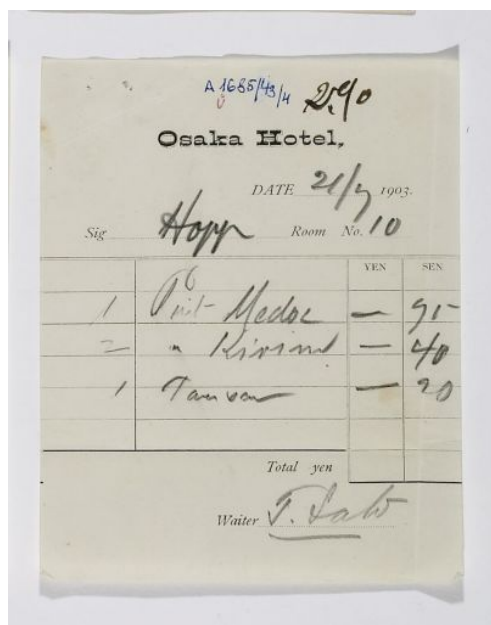 A 1685/43/4 2.90
Osaka Hotel,
DATE 21/ 1903.
Sig Hopp Room No. 10
YEN SEN
1 Pint Medoc — 95
2 " Kirin — 40
1 Tansan — 20
Total yen
Waiter